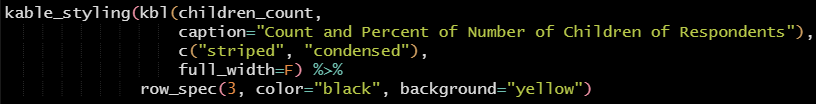 kable_styling(kbl(children_count,
caption="Count and Percent of Number of Children of Respondents"),
c("striped", "condensed"),
full_width=F) %>%
row_spec(3, color="black", background="yellow")